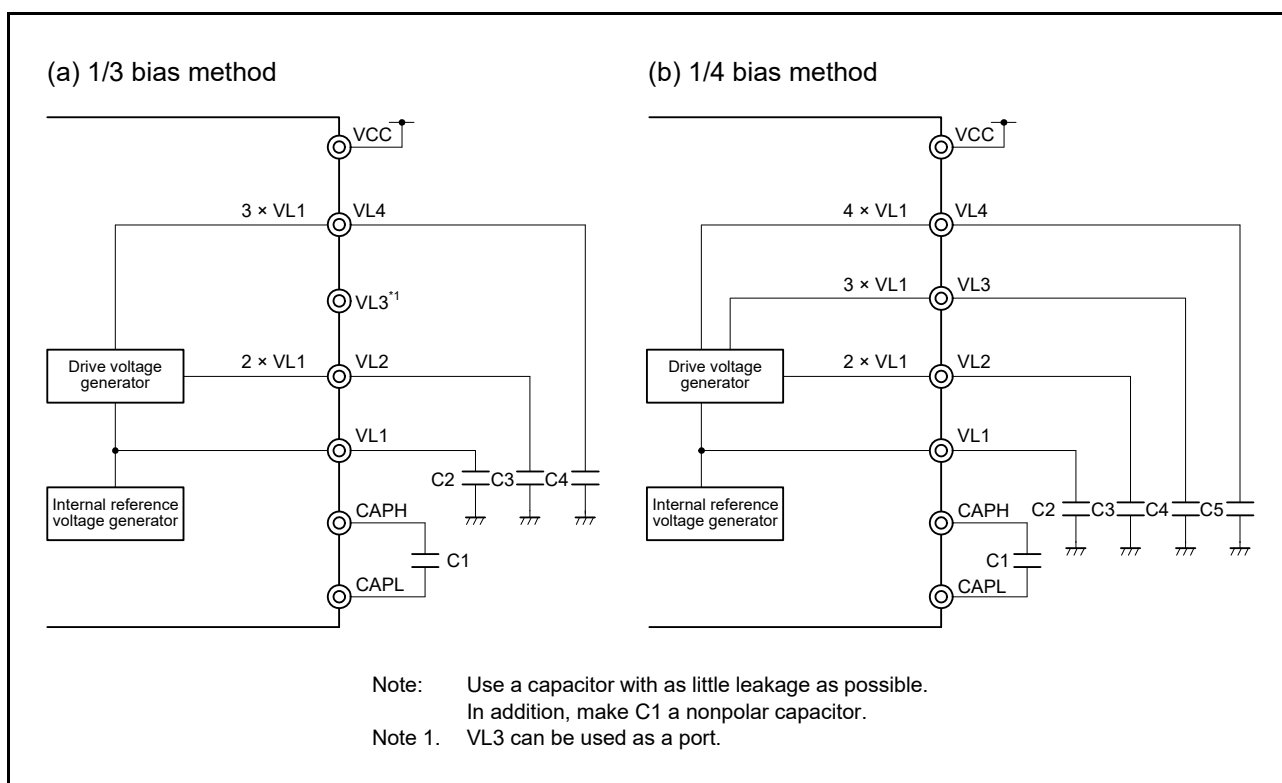 (a) 1/3 bias method
VCC
3 × VL1
VL4
VL3*1
Drive voltage
generator
2 × VL1
VL2
VL1
C2
C3
C4
Internal reference
voltage generator
CAPH
C1
CAPL
(b) 1/4 bias method
VCC
4 × VL1
VL4
3 × VL1
VL3
Drive voltage
generator
2 × VL1
VL2
VL1
Internal reference
voltage generator
CAPH
C2
C3
C4
C5
C1
CAPL
Note: Use a capacitor with as little leakage as possible.
In addition, make C1 a nonpolar capacitor.
Note 1. VL3 can be used as a port.